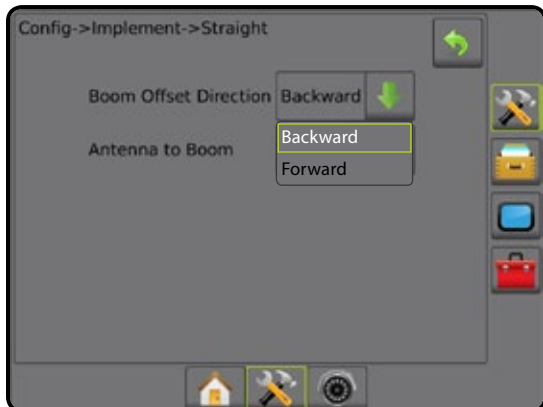 Config->Implement->Straight
Boom Offset Direction Backward
Backward
Antenna to Boom
Forward